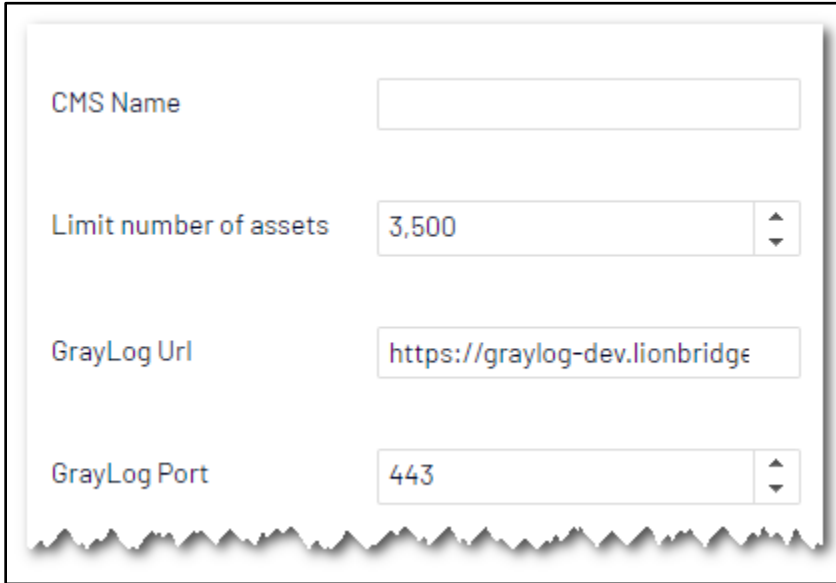 CMS Name
Limit number of assets 3,500
GrayLog Url https://graylog-dev.lionbridge
GrayLog Port 443